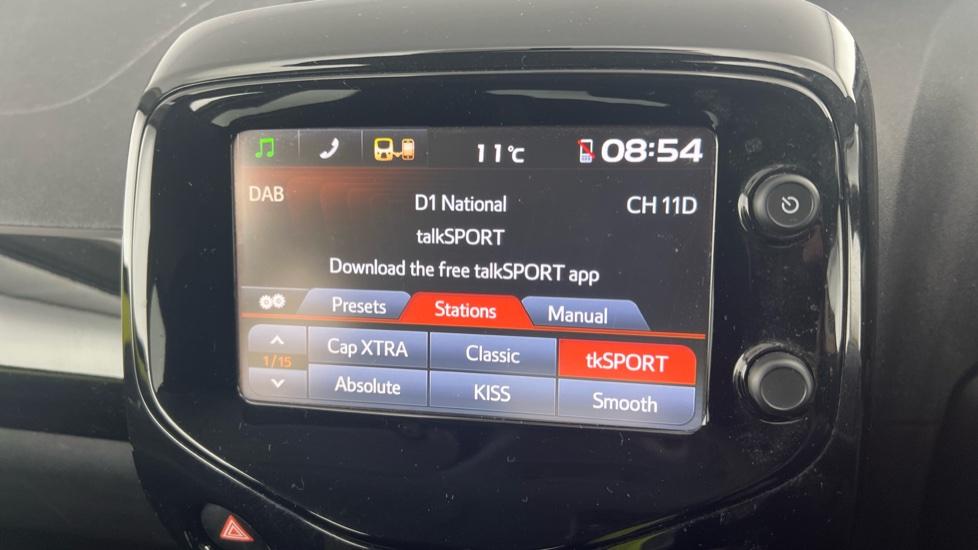 11°C
08:54
DAB
D1 National
CH 11D
talkSPORT
Download the free talkSPORT app
Presets
Stations
Manual
1/15
Cap XTRA
Classic
tkSPORT
Absolute
KISS
Smooth